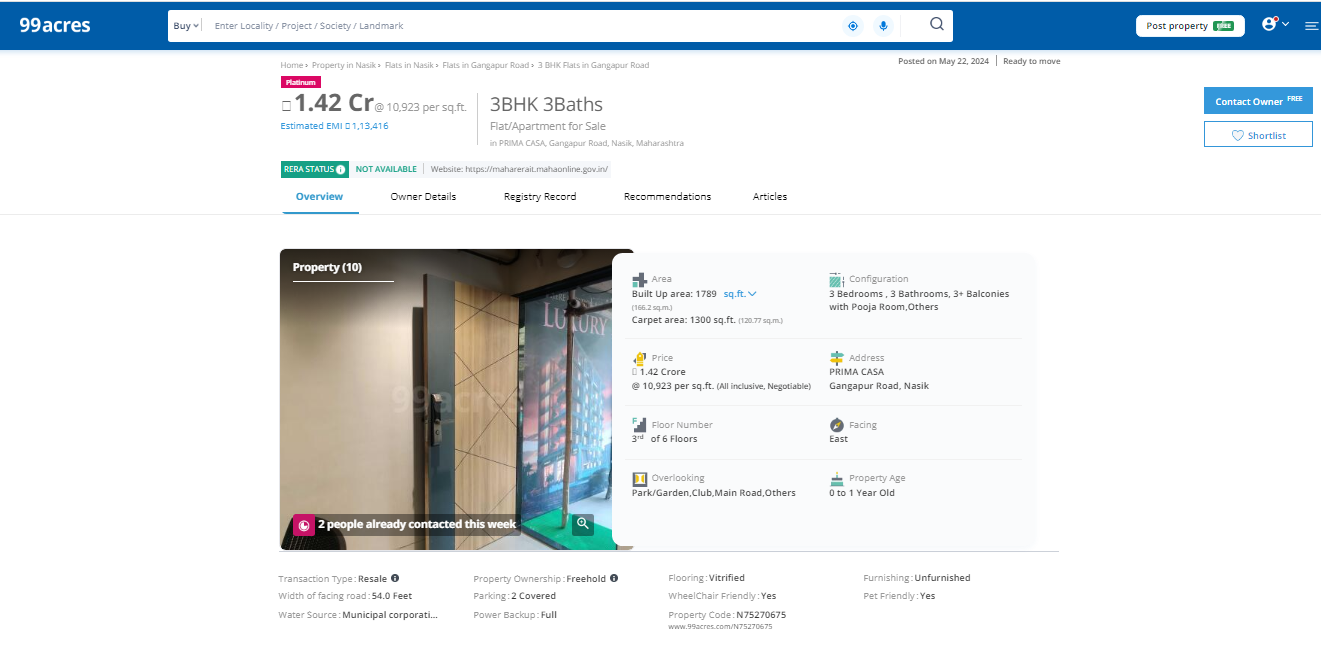 99acres
Buy
Enter Locality / Project / Society / Landmark
Post property FREE
Home › Property in Nasik › Flats in Nasik › Flats in Gangapur Road › 3 BHK Flats in Gangapur Road
Posted on May 22, 2024 | Ready to move
Platinum
1.42 Cr @ 10,923 per sq.ft.
Estimated EMI 1,13,416
3BHK 3Baths
Flat/Apartment for Sale
in PRIMA CASA, Gangapur Road, Nasik, Maharashtra
Contact Owner FREE
Shortlist
RERA STATUS NOT AVAILABLE | Website: https://maharerait.mahaonline.gov.in/
Overview
Owner Details
Registry Record
Recommendations
Articles
Property (10)
LUXURY
99acres
2 people already contacted this week
Area
Built Up area: 1789 sq.ft.
(166.2 sq.m.)
Carpet area: 1300 sq.ft. (120.77 sq.m.)
Configuration
3 Bedrooms , 3 Bathrooms, 3+ Balconies
with Pooja Room,Others
Price
1.42 Crore
@ 10,923 per sq.ft. (All inclusive, Negotiable)
Address
PRIMA CASA
Gangapur Road, Nasik
Floor Number
3rd of 6 Floors
Facing
East
Overlooking
Park/Garden,Club,Main Road,Others
Property Age
0 to 1 Year Old
Transaction Type : Resale
Property Ownership : Freehold
Flooring : Vitrified
Furnishing : Unfurnished
Width of facing road : 54.0 Feet
Parking : 2 Covered
WheelChair Friendly : Yes
Pet Friendly : Yes
Water Source : Municipal corporati...
Power Backup : Full
Property Code : N75270675
www.99acres.com/N75270675